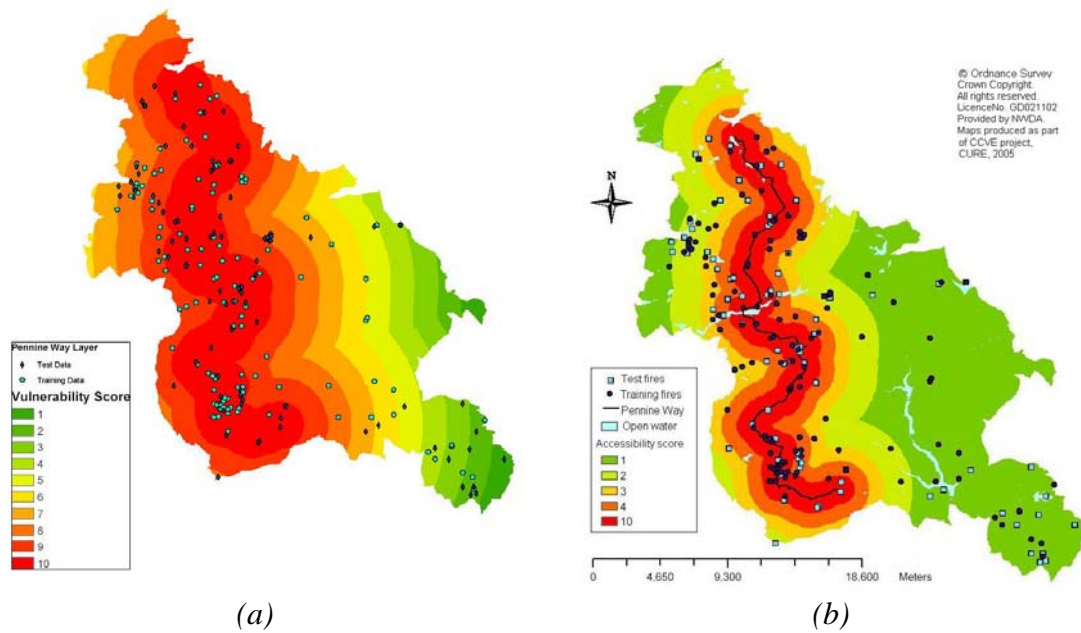 Pennine Way Layer
Test Data
Training Data
Vulnerability Score
1
2
3
4
5
6
7
8
9
10
(a)
© Ordnance Survey
Crown Copyright.
All rights reserved.
LicenceNo. GD021102
Provided by NWDA.
Maps produced as part
of CCVE project,
CURE, 2005
Test fires
Training fires
Pennine Way
Open water
Accessibility score
1
2
3
4
10
0 4,650 9,300 18,600 Meters
(b)